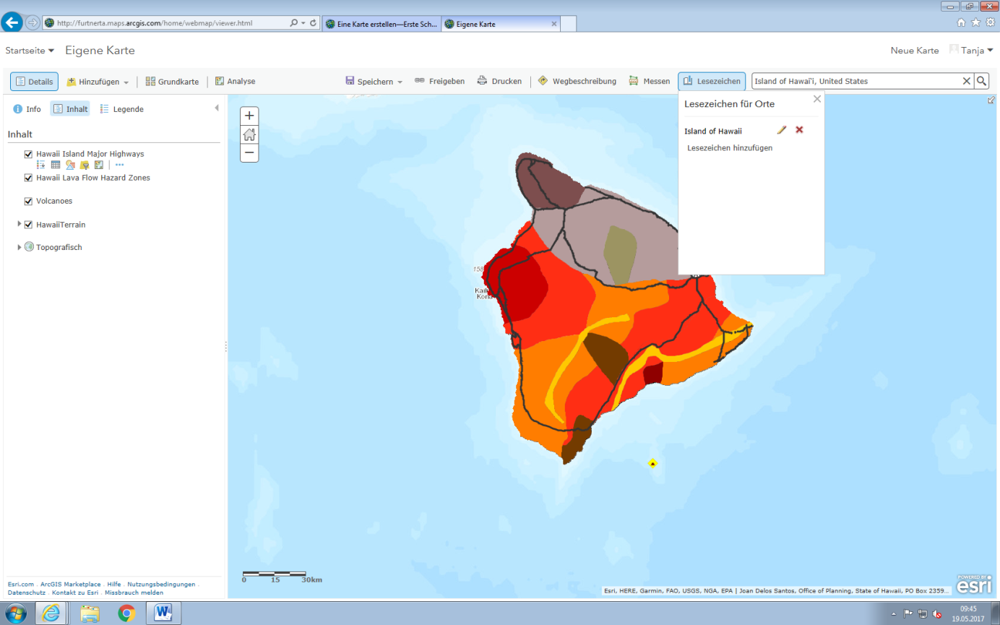 http://furtnerta.maps.arcgis.com/home/webmap/viewer.html
Eine Karte erstellen—Erste Sch...
Eigene Karte
Startseite
Eigene Karte
Neue Karte
Tanja
Details
Hinzufügen
Grundkarte
Analyse
Speichern
Freigeben
Drucken
Wegbeschreibung
Messen
Lesezeichen
Island of Hawai'i, United States
Info
Inhalt
Legende
Inhalt
Hawaii Island Major Highways
Hawaii Lava Flow Hazard Zones
Volcanoes
HawaiiTerrain
Topografisch
Lesezeichen für Orte
Island of Hawaii
Lesezeichen hinzufügen
158
0 15 30km
Esri.com . ArcGIS Marketplace . Hilfe . Nutzungsbedingungen .
Datenschutz . Kontakt zu Esri . Missbrauch melden
Esri, HERE, Garmin, FAO, USGS, NGA, EPA | Joan Delos Santos, Office of Planning, State of Hawaii, PO Box 2359...
POWERED BY
esri
09:45
19.05.2017